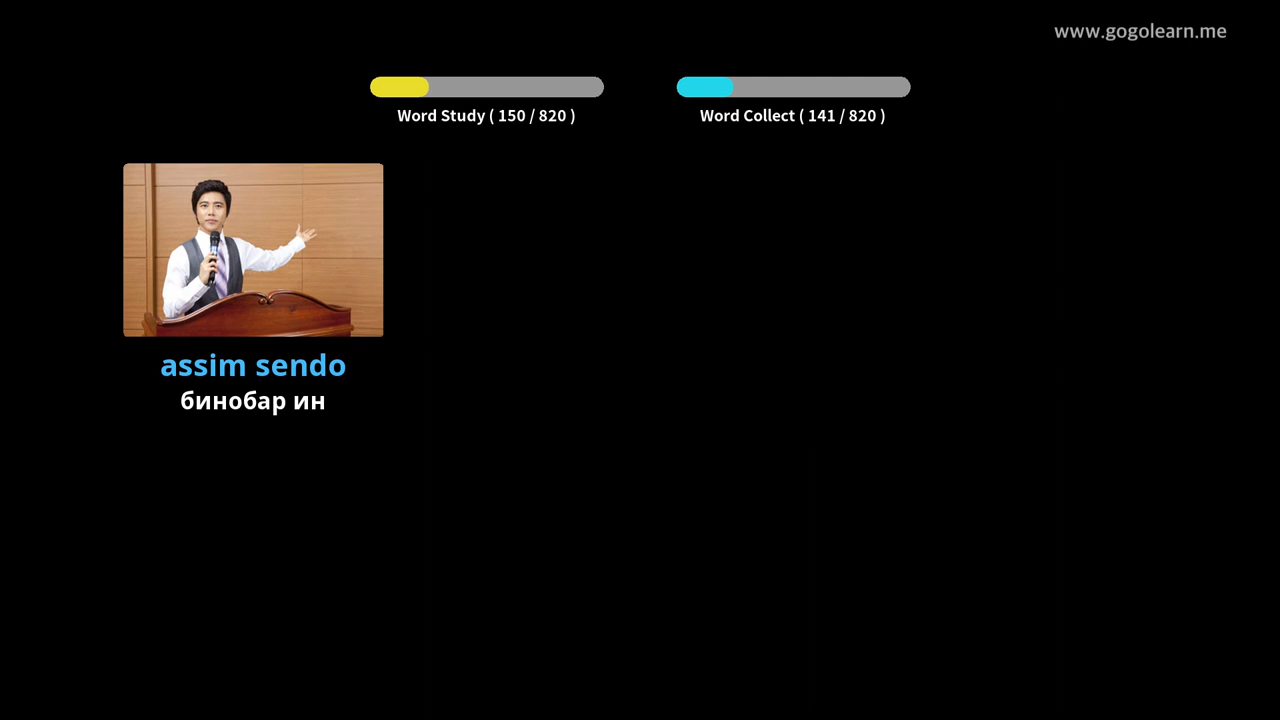 www.gogolearn.me
Word Study ( 150 / 820 )
Word Collect ( 141 / 820 )
assim sendo
бинобар ин